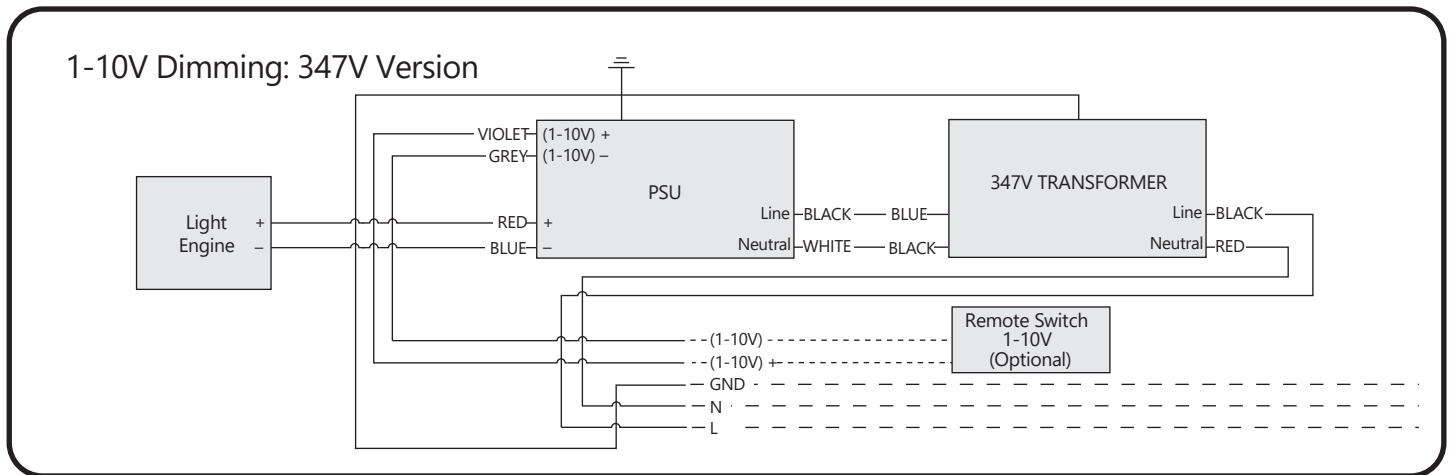 1-10V Dimming: 347V Version
VIOLET (1-10V) +
GREY (1-10V) –
PSU
347V TRANSFORMER
Light
Engine
+
–
RED +
BLUE –
Line BLACK BLUE
Neutral WHITE BLACK
Line BLACK
Neutral RED
Remote Switch
1-10V
(Optional)
(1-10V) -
(1-10V) +
GND
N
L